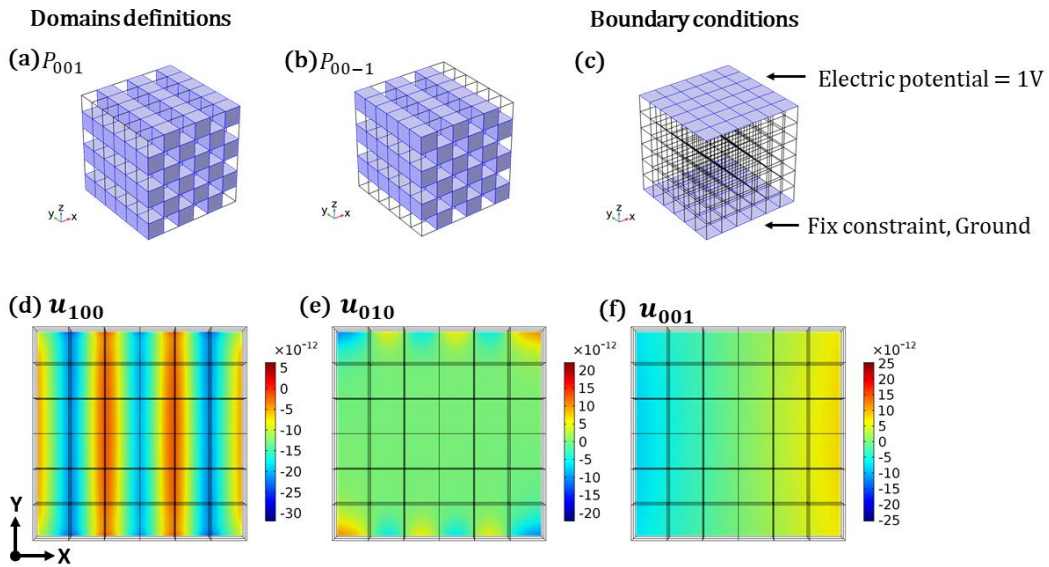 Domains definitions
Boundary conditions
(a) P001
(b) P00−1
(c)
Electric potential = 1V
Fix constraint, Ground
y z x
y z x
y z x
(d) u100
(e) u010
(f) u001
×10⁻¹²
5
0
-5
-10
-15
-20
-25
-30
×10⁻¹²
20
15
10
5
0
-5
-10
-15
-20
×10⁻¹²
25
20
15
10
5
0
-5
-10
-15
-20
-25
Y
X